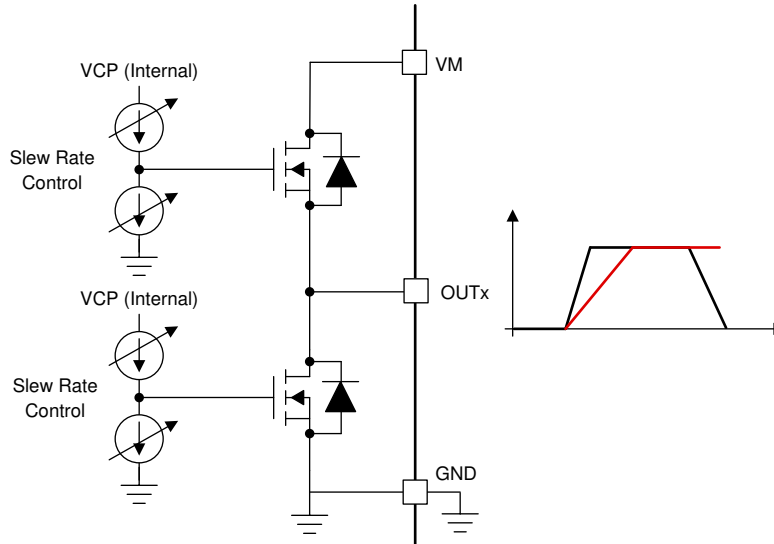 VM
VCP (Internal)
Slew Rate
Control
OUTx
VCP (Internal)
Slew Rate
Control
GND